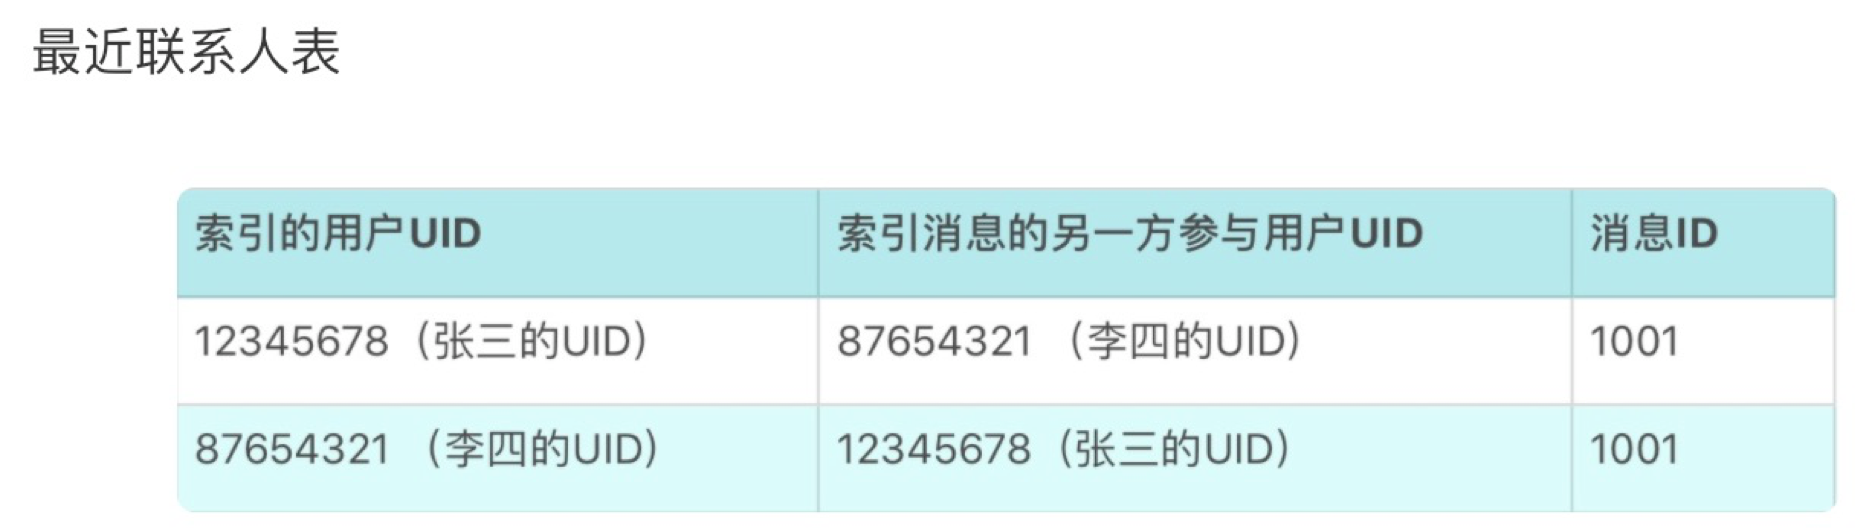 最近联系人表
索引的用户UID 索引消息的另一方参与用户UID 消息ID
12345678（张三的UID） 87654321 （李四的UID） 1001
87654321 （李四的UID） 12345678（张三的UID） 1001